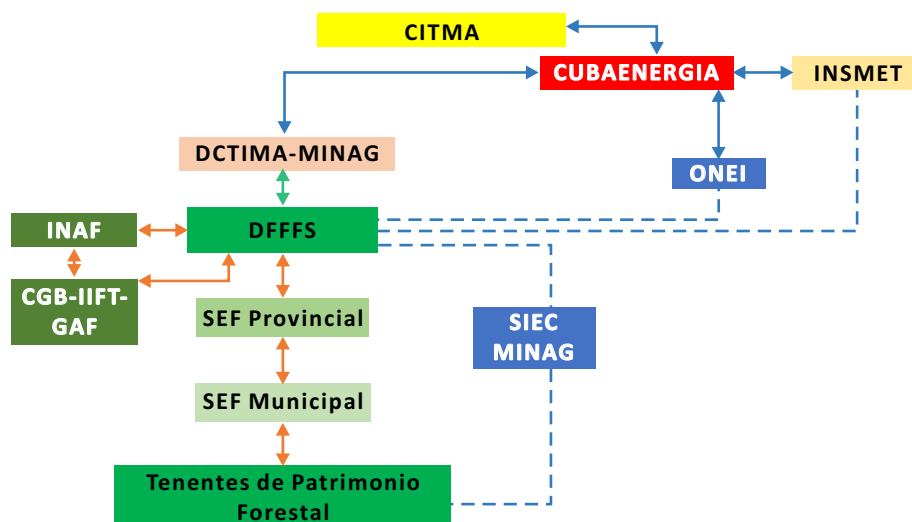 CITMA
CUBAENERGIA
INSMET
DCTIMA-MINAG
ONEI
INAF
DFFFS
CGB-IIFT-
GAF
SEF Provincial
SIEC
MINAG
SEF Municipal
Tenentes de Patrimonio
Forestal